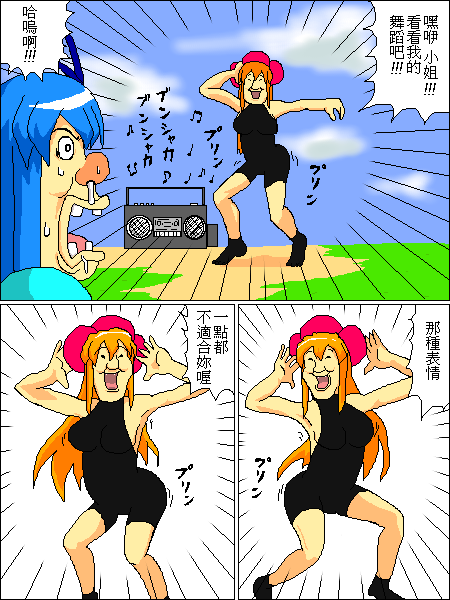 嘿咿 小姐!!!
看看我的
舞蹈吧!!!
プリン
プリン
ブンシャカ
ブンシャカ
哈嗚啊!!!
那種表情
プリン
一點都
不適合妳喔
プリン